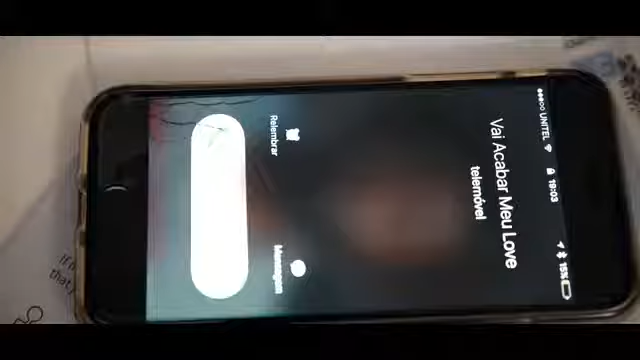 ●●●○○ UNITEL 19:03 15%
Vai Acabar Meu Love
telemóvel
Relembrar Mensagem